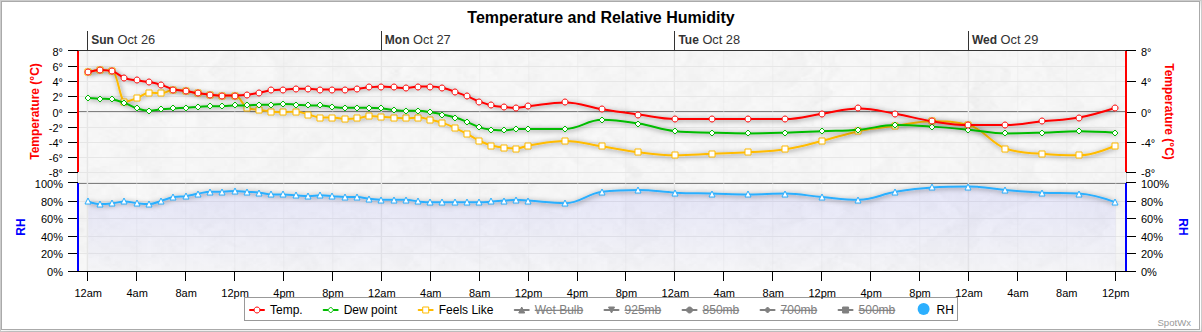 Temperature and Relative Humidity
Sun Oct 26 Mon Oct 27 Tue Oct 28 Wed Oct 29
8° 8°
6°
4° 4°
2°
0° 0°
-2°
-4° -4°
-6°
-8° -8°
Temperature (°C) Temperature (°C)
100% 100%
80% 80%
60% 60%
40% 40%
20% 20%
0% 0%
RH RH
12am 4am 8am 12pm 4pm 8pm 12am 4am 8am 12pm 4pm 8pm 12am 4am 8am 12pm 4pm 8pm 12am 4am 8am 12pm
Temp. Dew point Feels Like Wet Bulb 925mb 850mb 700mb 500mb RH
SpotWx